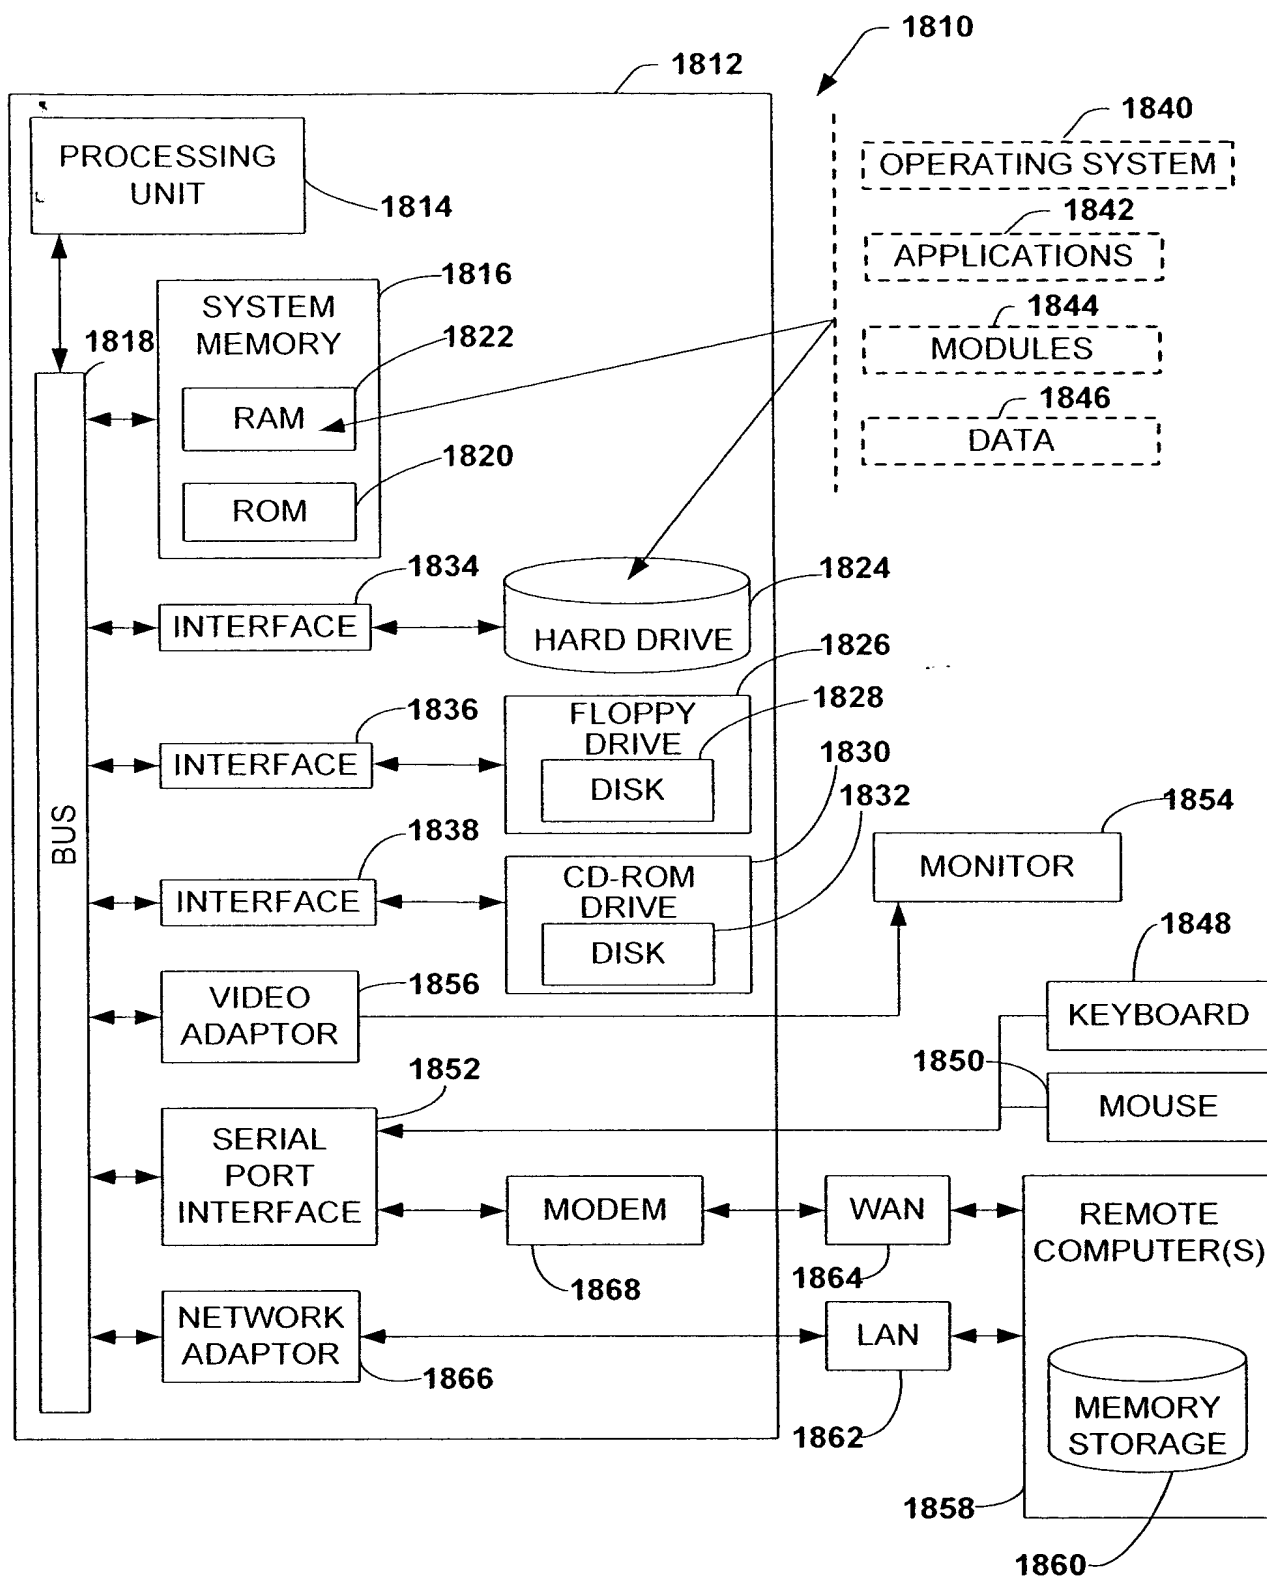 1810
1812
1840
PROCESSING
UNIT
OPERATING SYSTEM
1814
1842
APPLICATIONS
1816
SYSTEM
MEMORY
1844
1818
1822
MODULES
1846
RAM
DATA
1820
ROM
1834
1824
INTERFACE
HARD DRIVE
1826
1836
1828
FLOPPY
DRIVE
INTERFACE
1830
DISK
1832
1854
BUS
1838
MONITOR
CD-ROM
DRIVE
INTERFACE
1848
DISK
1856
VIDEO
ADAPTOR
KEYBOARD
1852
1850
MOUSE
SERIAL
PORT
INTERFACE
MODEM
WAN
REMOTE
COMPUTER(S)
1868
1864
NETWORK
ADAPTOR
LAN
1866
1862
MEMORY
STORAGE
1858
1860